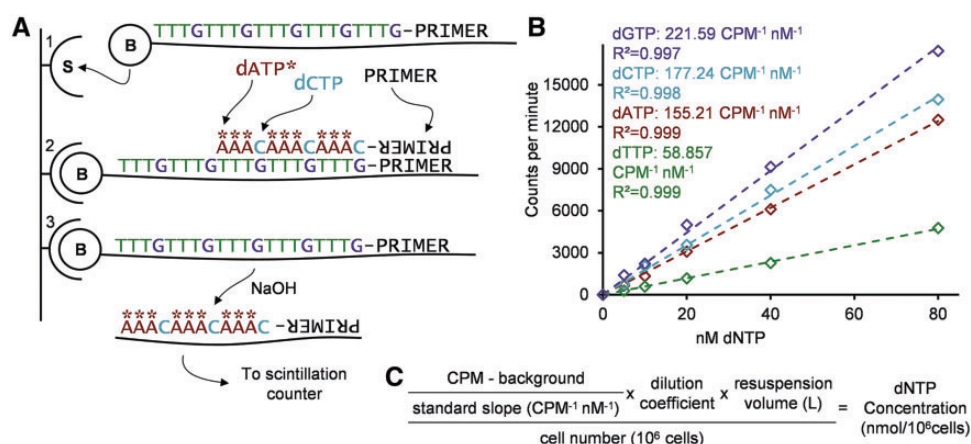 A
1
S
B
TTTGTTTGTTTGTTTG-PRIMER
dATP*
dCTP
PRIMER
*** *** ***
AAACAAACAAAC-PRIMER
2
B
TTTGTTTGTTTGTTTG-PRIMER
3
B
TTTGTTTGTTTGTTTG-PRIMER
NaOH
*** *** ***
AAACAAACAAAC-PRIMER
To scintillation
counter
B
dGTP: 221.59 CPM⁻¹ nM⁻¹
R²=0.997
dCTP: 177.24 CPM⁻¹ nM⁻¹
R²=0.998
dATP: 155.21 CPM⁻¹ nM⁻¹
R²=0.999
dTTP: 58.857
CPM⁻¹ nM⁻¹
R²=0.999
Counts per minute
15000
12000
9000
6000
3000
0
0 20 40 60 80
nM dNTP
C
CPM - background
standard slope (CPM⁻¹ nM⁻¹)
x
dilution
coefficient
x
resuspension
volume (L)
cell number (10⁶ cells)
=
dNTP
Concentration
(nmol/10⁶cells)